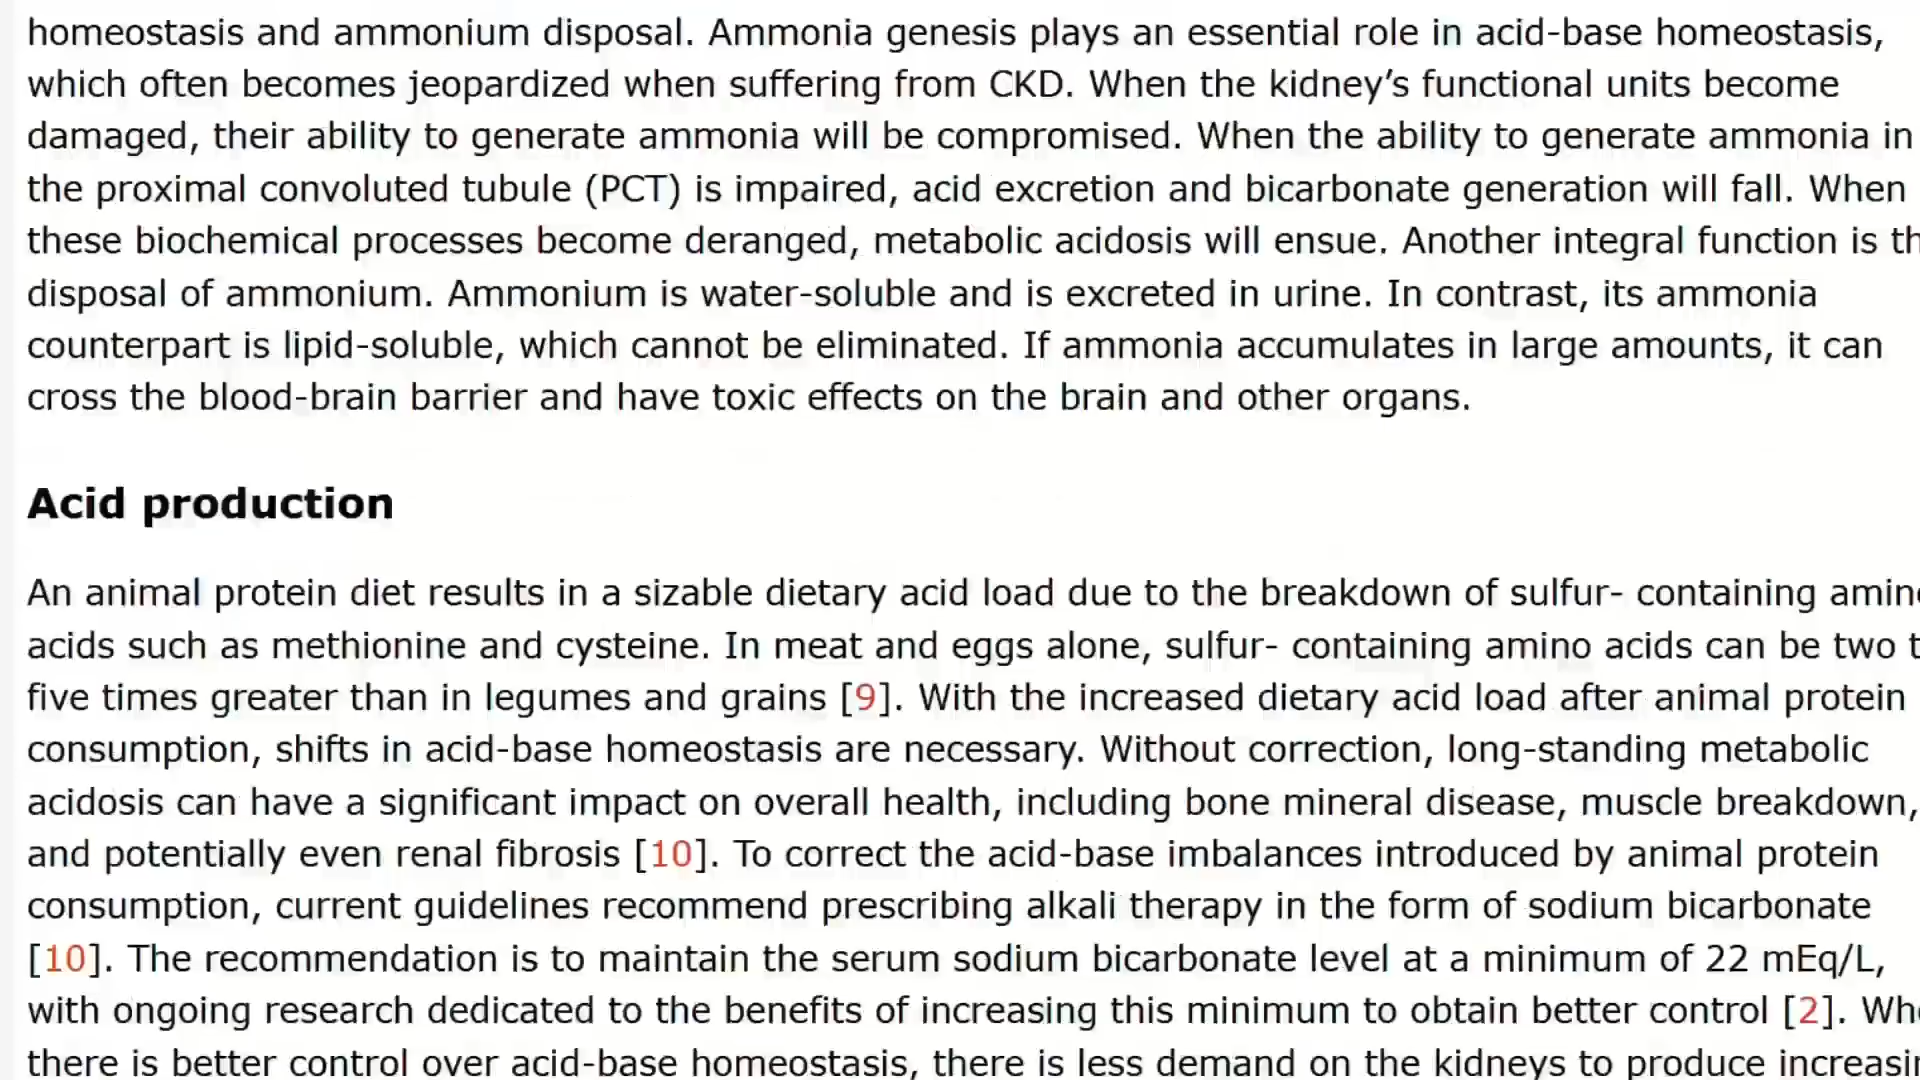 homeostasis and ammonium disposal. Ammonia genesis plays an essential role in acid-base homeostasis,
which often becomes jeopardized when suffering from CKD. When the kidney’s functional units become
damaged, their ability to generate ammonia will be compromised. When the ability to generate ammonia in
the proximal convoluted tubule (PCT) is impaired, acid excretion and bicarbonate generation will fall. When
these biochemical processes become deranged, metabolic acidosis will ensue. Another integral function is th
disposal of ammonium. Ammonium is water-soluble and is excreted in urine. In contrast, its ammonia
counterpart is lipid-soluble, which cannot be eliminated. If ammonia accumulates in large amounts, it can
cross the blood-brain barrier and have toxic effects on the brain and other organs.
Acid production
An animal protein diet results in a sizable dietary acid load due to the breakdown of sulfur- containing amin
acids such as methionine and cysteine. In meat and eggs alone, sulfur- containing amino acids can be two t
five times greater than in legumes and grains [9]. With the increased dietary acid load after animal protein
consumption, shifts in acid-base homeostasis are necessary. Without correction, long-standing metabolic
acidosis can have a significant impact on overall health, including bone mineral disease, muscle breakdown,
and potentially even renal fibrosis [10]. To correct the acid-base imbalances introduced by animal protein
consumption, current guidelines recommend prescribing alkali therapy in the form of sodium bicarbonate
[10]. The recommendation is to maintain the serum sodium bicarbonate level at a minimum of 22 mEq/L,
with ongoing research dedicated to the benefits of increasing this minimum to obtain better control [2]. Wh
there is better control over acid-base homeostasis, there is less demand on the kidneys to produce increasin